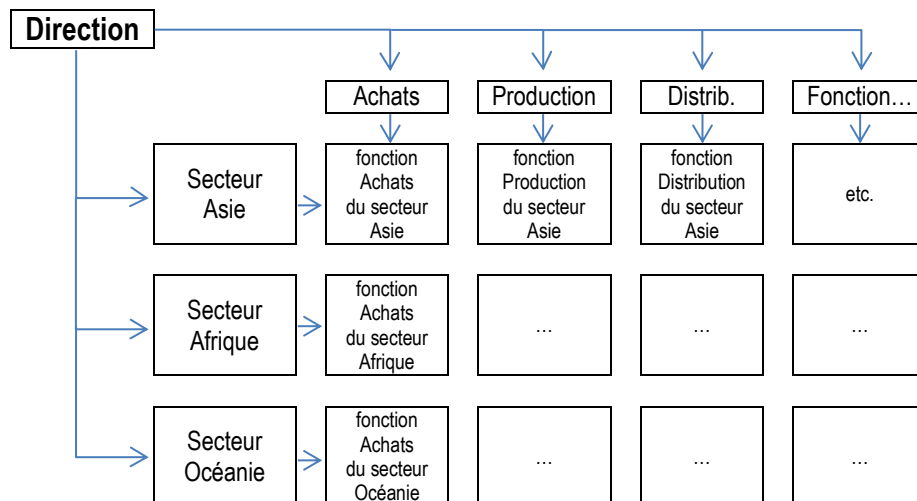 Direction
Achats
Production
Distrib.
Fonction…
Secteur
Asie
fonction
Achats
du secteur
Asie
fonction
Production
du secteur
Asie
fonction
Distribution
du secteur
Asie
etc.
Secteur
Afrique
fonction
Achats
du secteur
Afrique
…
…
…
Secteur
Océanie
fonction
Achats
du secteur
Océanie
…
…
…